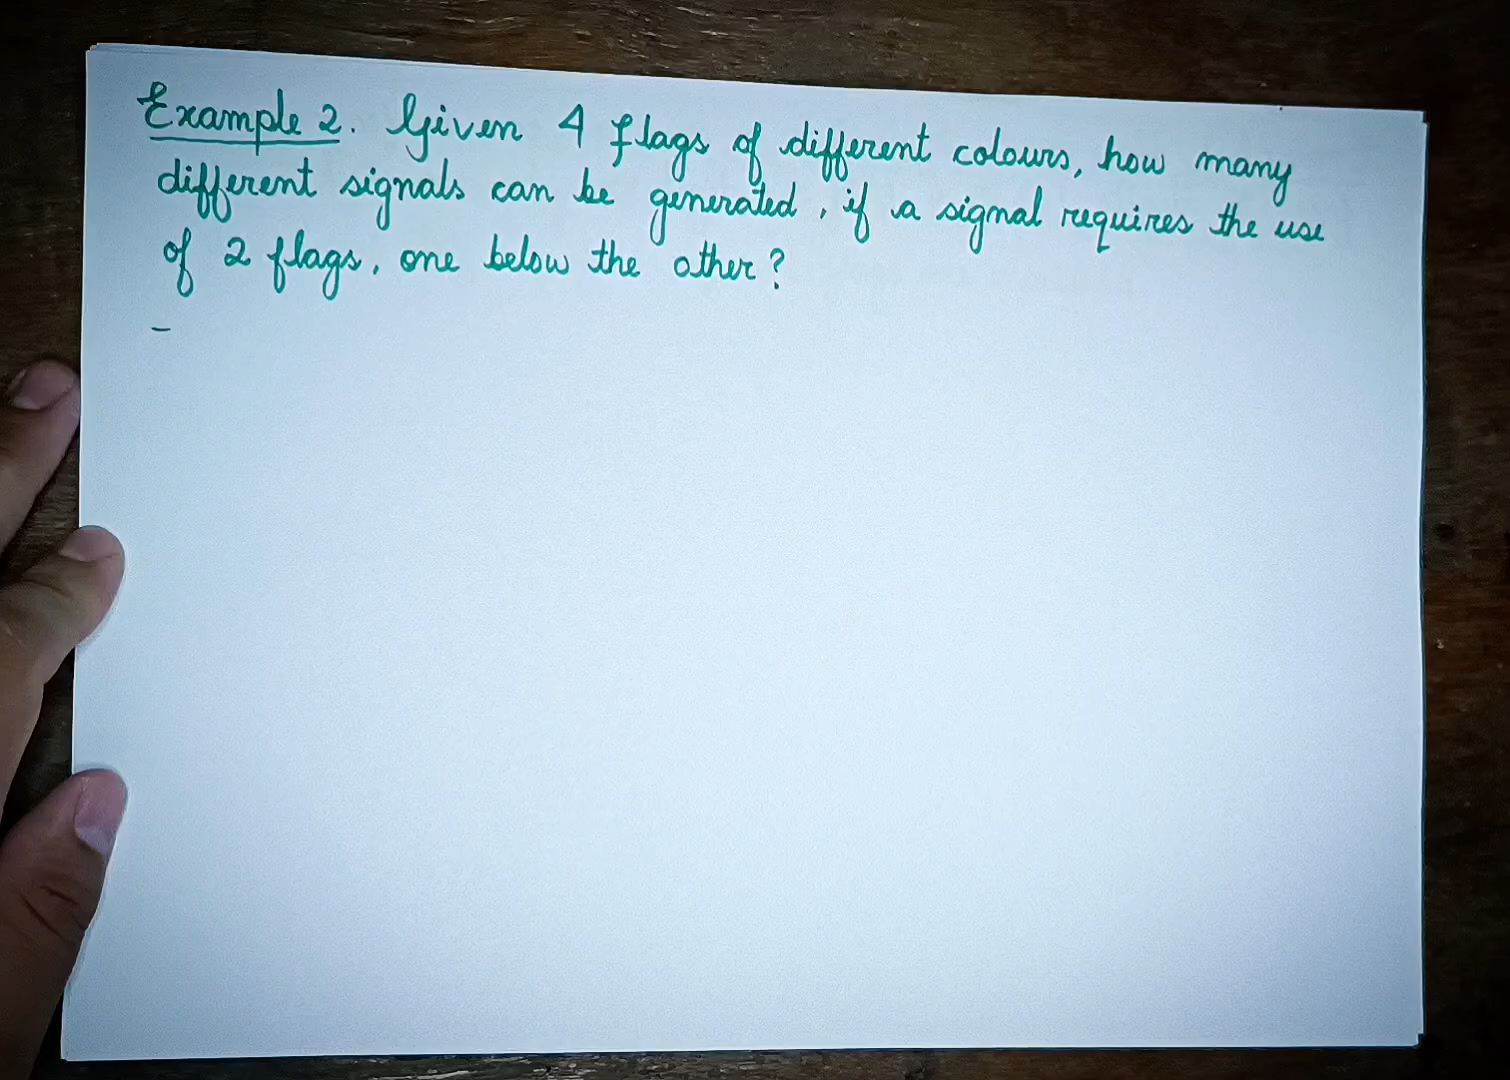 Example 2. Given 4 flags of different colours, how many
different signals can be generated, if a signal requires the use
of 2 flags, one below the other?
–